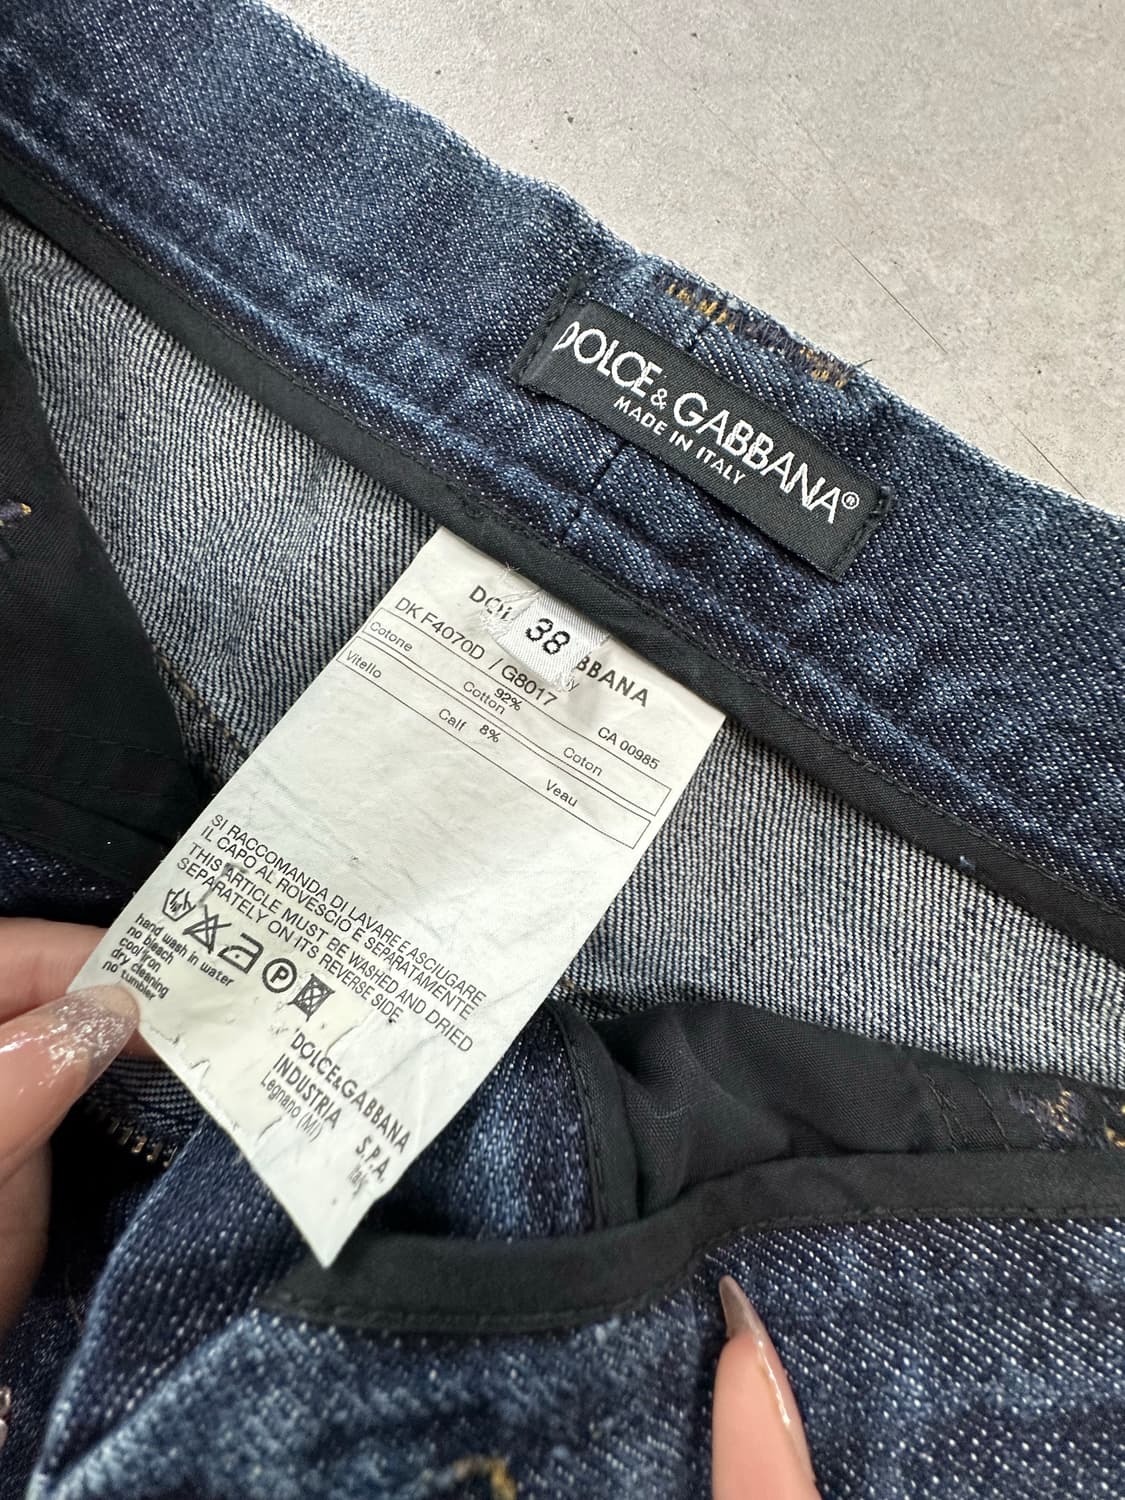 DOLCE & GABBANA®
MADE IN ITALY
38
BBANA
DK F4070D / G8017 CA 00985
Cotone Cotton 92% Coton
Vitello Calf 8% Veau
SI RACCOMANDA DI LAVARE E ASCIUGARE
IL CAPO AL ROVESCIO E SEPARATAMENTE
THIS ARTICLE MUST BE WASHED AND DRIED
SEPARATELY ON ITS REVERSE SIDE.
P
hand wash in water
no bleach
cool iron
dry cleaning
no tumbler
DOLCE&GABBANA
INDUSTRIA S.P.A.
Legnano (MI) Italy